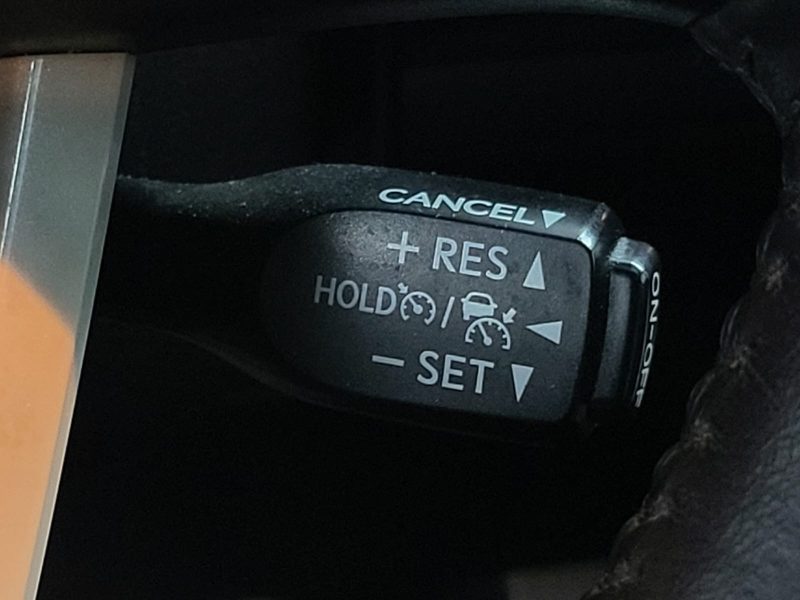 CANCEL▼
+ RES ▲
HOLD / ◀
− SET ▼
ON-OFF